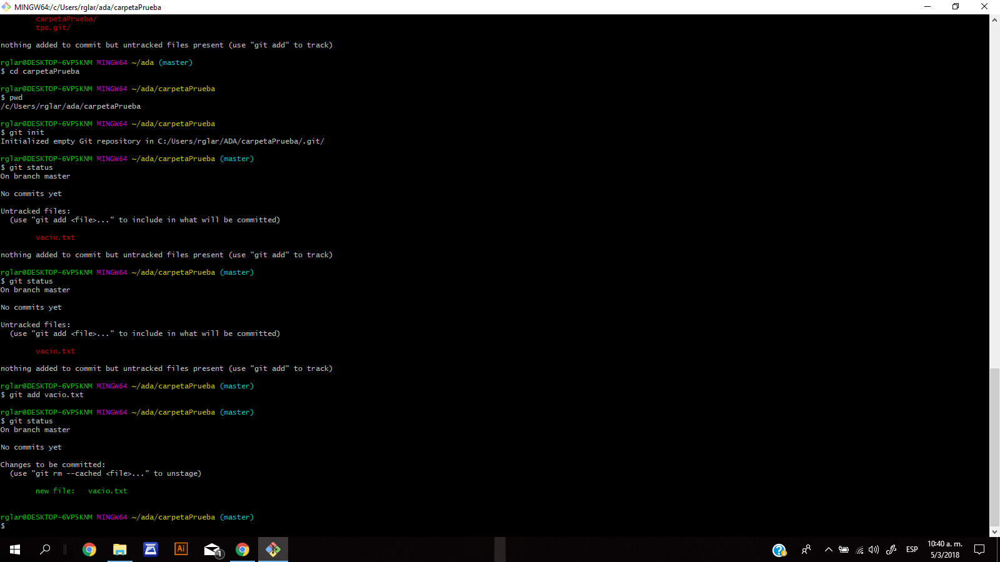 MINGW64:/c/Users/rglar/ada/carpetaPrueba
carpetaPrueba/
tps.git/
nothing added to commit but untracked files present (use "git add" to track)
rglar@DESKTOP-6VP5KNM MINGW64 ~/ada (master)
$ cd carpetaPrueba
rglar@DESKTOP-6VP5KNM MINGW64 ~/ada/carpetaPrueba
$ pwd
/c/Users/rglar/ada/carpetaPrueba
rglar@DESKTOP-6VP5KNM MINGW64 ~/ada/carpetaPrueba
$ git init
Initialized empty Git repository in C:/Users/rglar/ADA/carpetaPrueba/.git/
rglar@DESKTOP-6VP5KNM MINGW64 ~/ada/carpetaPrueba (master)
$ git status
On branch master
No commits yet
Untracked files:
(use "git add <file>..." to include in what will be committed)
vacio.txt
nothing added to commit but untracked files present (use "git add" to track)
rglar@DESKTOP-6VP5KNM MINGW64 ~/ada/carpetaPrueba (master)
$ git status
On branch master
No commits yet
Untracked files:
(use "git add <file>..." to include in what will be committed)
vacio.txt
nothing added to commit but untracked files present (use "git add" to track)
rglar@DESKTOP-6VP5KNM MINGW64 ~/ada/carpetaPrueba (master)
$ git add vacio.txt
rglar@DESKTOP-6VP5KNM MINGW64 ~/ada/carpetaPrueba (master)
$ git status
On branch master
No commits yet
Changes to be committed:
(use "git rm --cached <file>..." to unstage)
new file:   vacio.txt
rglar@DESKTOP-6VP5KNM MINGW64 ~/ada/carpetaPrueba (master)
$
Ai
1
ESP
10:40 a. m.
5/3/2018